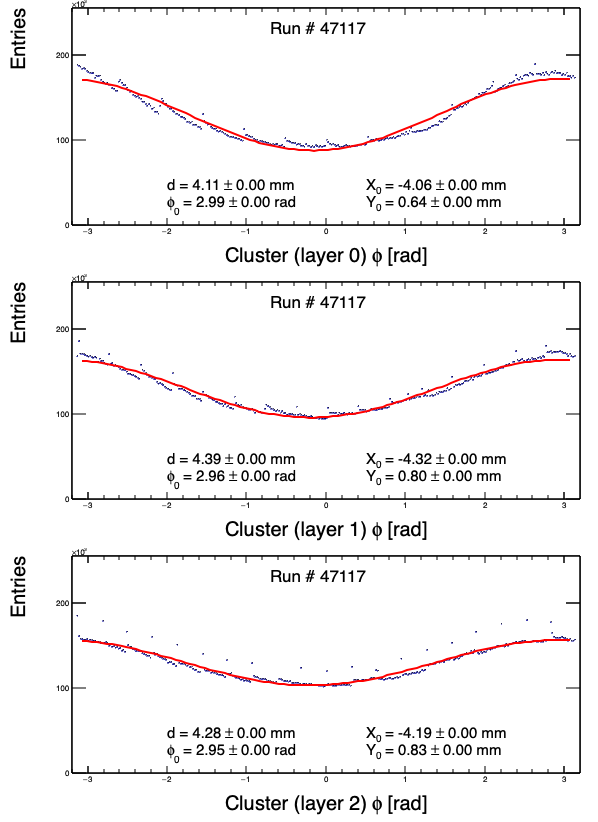 ×10²
Entries
Run # 47117
200
100
0
d = 4.11 ± 0.00 mm
X₀ = -4.06 ± 0.00 mm
ϕ₀ = 2.99 ± 0.00 rad
Y₀ = 0.64 ± 0.00 mm
−3 −2 −1 0 1 2 3
Cluster (layer 0) ϕ [rad]
×10²
Entries
Run # 47117
200
100
0
d = 4.39 ± 0.00 mm
X₀ = -4.32 ± 0.00 mm
ϕ₀ = 2.96 ± 0.00 rad
Y₀ = 0.80 ± 0.00 mm
−3 −2 −1 0 1 2 3
Cluster (layer 1) ϕ [rad]
×10²
Entries
Run # 47117
200
100
0
d = 4.28 ± 0.00 mm
X₀ = -4.19 ± 0.00 mm
ϕ₀ = 2.95 ± 0.00 rad
Y₀ = 0.83 ± 0.00 mm
−3 −2 −1 0 1 2 3
Cluster (layer 2) ϕ [rad]